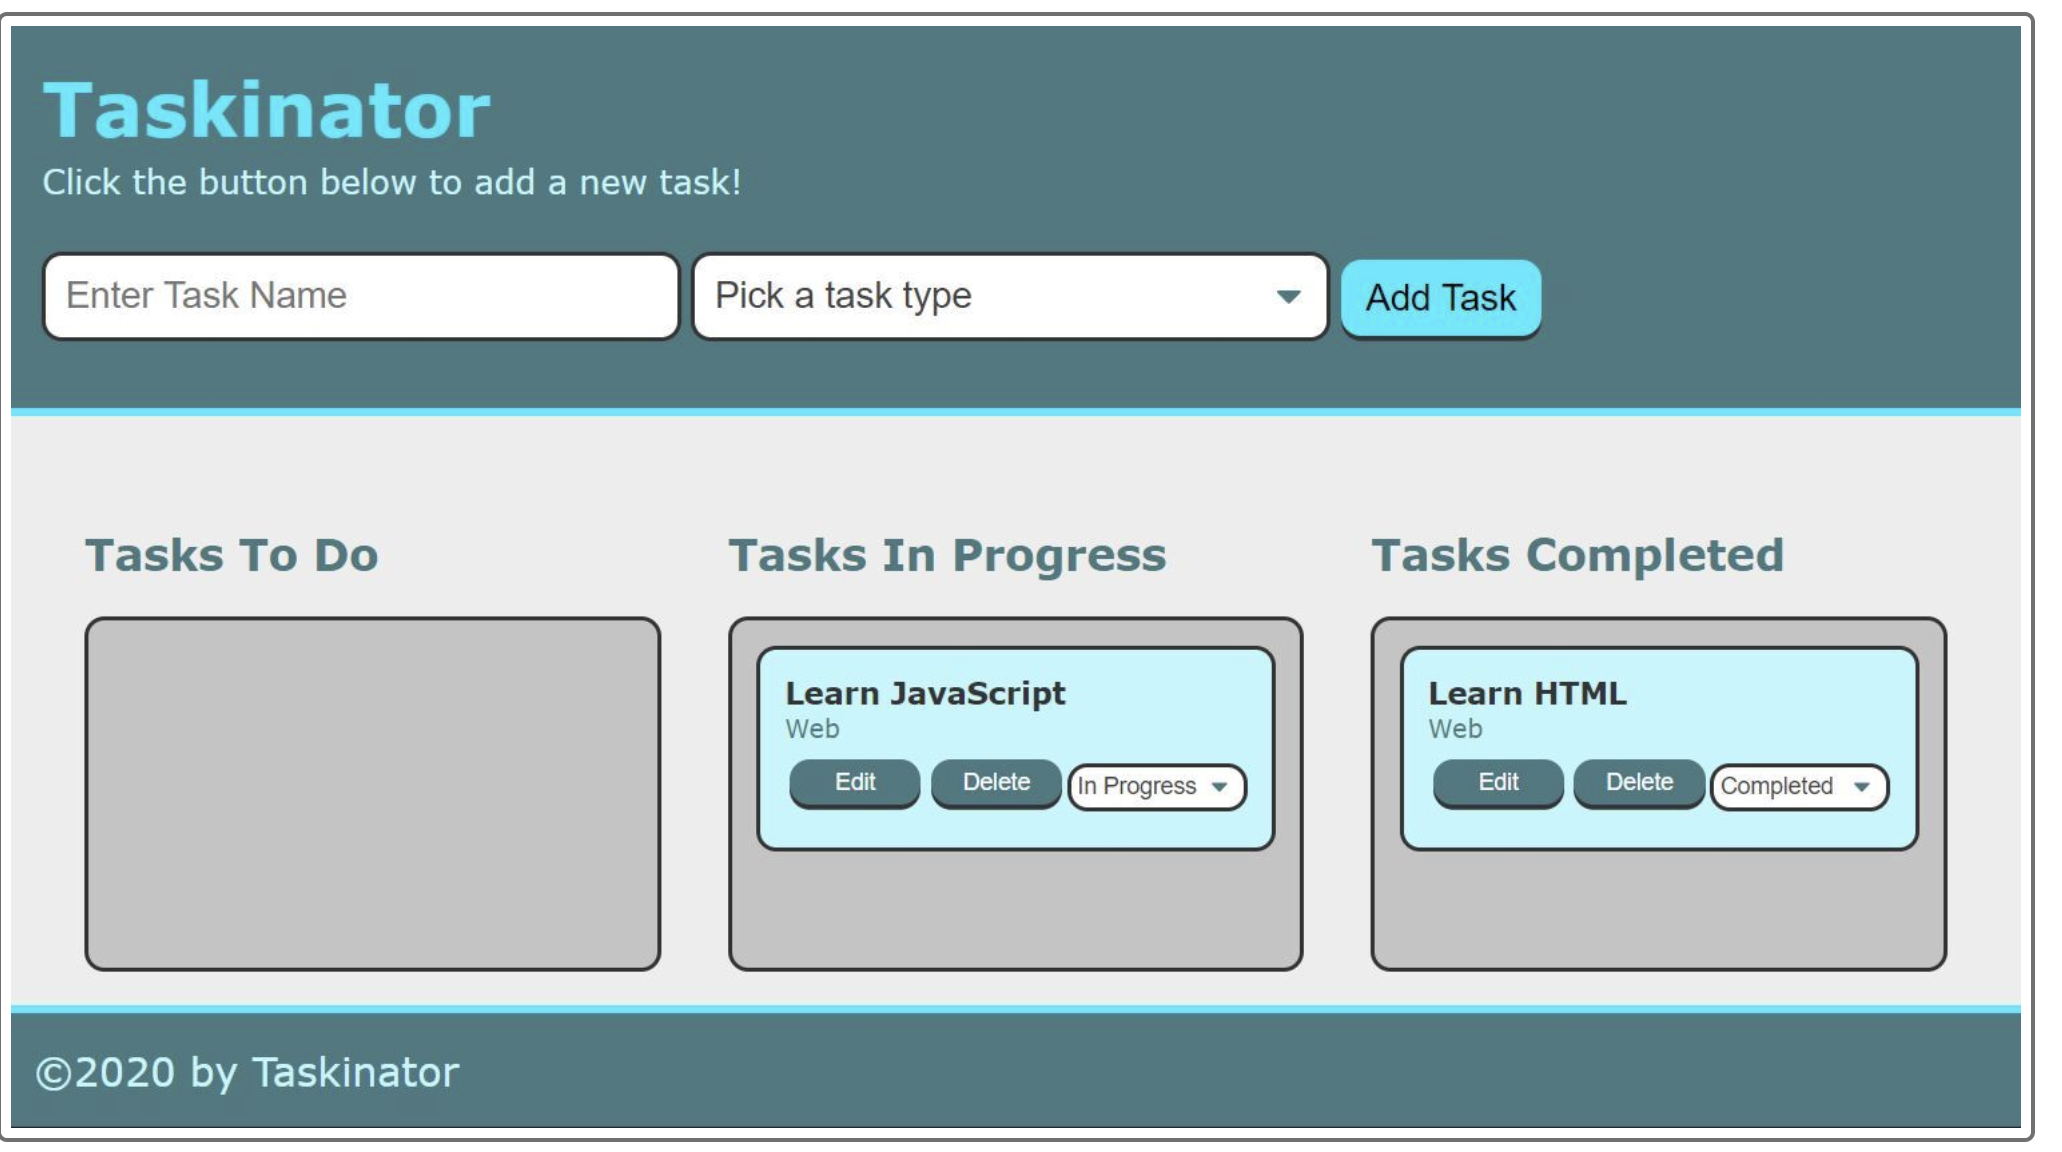 Taskinator
Click the button below to add a new task!
Enter Task Name
Pick a task type
Add Task
Tasks To Do
Tasks In Progress
Learn JavaScript
Web
Edit
Delete
In Progress
Tasks Completed
Learn HTML
Web
Edit
Delete
Completed
©2020 by Taskinator